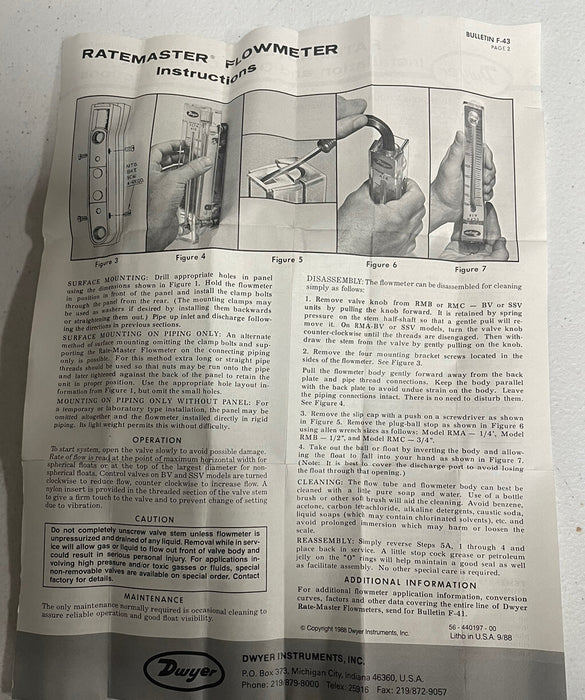 BULLETIN F-43
PAGE 2
RATEMASTER® FLOWMETER
Instructions
Dwyer
MTG.
BKT.
SCW.
Figure 3
Figure 4
Figure 5
Figure 6
Figure 7
SURFACE MOUNTING: Drill appropriate holes in panel
using the dimensions shown in Figure 1. Hold the flowmeter
in position in front of the panel and install the clamp bolts
through the panel from the rear. (The mounting clamps may
be used as washers if desired by installing them backwards
or straightening them out.) Pipe up inlet and discharge follow-
ing the directions in previous sections.
SURFACE MOUNTING ON PIPING ONLY: An alternate
method of surface mounting omitting the clamp bolts and sup-
porting the Rate-Master Flowmeter on the connecting piping
only is possible. For this method extra long or straight pipe
threads should be used so that nuts may be run onto the pipe
and later tightened against the back of the panel to retain the
unit in proper position. Use the appropriate hole layout in-
formation from Figure 1, but omit the small holes.
MOUNTING ON PIPING ONLY WITHOUT PANEL: For
a temporary or laboratory type installation, the panel may be
omitted altogether and the flowmeter installed directly in rigid
piping. Its light weight permits this without difficulty.
OPERATION
To start system, open the valve slowly to avoid possible damage.
Rate of flow is read at the point of maximum horizontal width for
spherical floats or at the top of the largest diameter for non-
spherical floats. Control valves on BV and SSV models are turned
clockwise to reduce flow, counter clockwise to increase flow. A
nylon insert is provided in the threaded section of the valve stem
to give a firm touch to the valve and to prevent change of setting
due to vibration.
CAUTION
Do not completely unscrew valve stem unless flowmeter is
unpressurized and drained of any liquid. Removal while in serv-
ice will allow gas or liquid to flow out front of valve body and
could result in serious personal injury. For applications in-
volving high pressure and/or toxic gasses or fluids, special
non-removable valves are available on special order. Contact
factory for details.
MAINTENANCE
The only maintenance normally required is occasional cleaning to
assure reliable operation and good float visibility.
DISASSEMBLY: The flowmeter can be disassembled for cleaning
simply as follows:
1. Remove valve knob from RMB or RMC — BV or SSV
units by pulling the knob forward. It is retained by spring
pressure on the stem half-shaft so that a gentle pull will re-
move it. On RMA-BV or SSV models, turn the valve knob
counter-clockwise until the threads are disengaged. Then with-
draw the stem from the valve by gently pulling on the knob.
2. Remove the four mounting bracket screws located in the
sides of the flowmeter. See Figure 3.
Pull the flowmeter body gently forward away from the back
plate and pipe thread connections. Keep the body parallel
with the back plate to avoid undue strain on the body. Leave
the piping connections intact. There is no need to disturb them.
See Figure 4.
3. Remove the slip cap with a push on a screwdriver as shown
in Figure 5. Remove the plug-ball stop as shown in Figure 6
using allen wrench sizes as follows: Model RMA — 1/4", Model
RMB — 1/2", and Model RMC — 3/4".
4. Take out the ball or float by inverting the body and allow-
ing the float to fall into your hand as shown in Figure 7.
(Note: It is best to cover the discharge port to avoid losing
the float through that opening.)
CLEANING: The flow tube and flowmeter body can best be
cleaned with a little pure soap and water. Use of a bottle
brush or other soft brush will aid the cleaning. Avoid benzene,
acetone, carbon tetrachloride, alkaline detergents, caustic soda,
liquid soaps (which may contain chlorinated solvents), etc. and
avoid prolonged immersion which may harm or loosen the
scale.
REASSEMBLY: Simply reverse Steps 5A, 1 through 4 and
place back in service. A little stop cock grease or petroleum
jelly on the "O" rings will help maintain a good seal as well
as facilitate assembly. No other special care is required.
ADDITIONAL INFORMATION
For additional flowmeter application information, conversion
curves, factors and other data covering the entire line of Dwyer
Rate-Master Flowmeters, send for Bulletin F-41.
© Copyright 1988 Dwyer Instruments, Inc.
56 - 440197 - 00
Litho in U.S.A. 9/88
Dwyer
DWYER INSTRUMENTS, INC.
P.O. Box 373, Michigan City, Indiana 46360, U.S.A.
Phone: 219/879-8000 Telex: 25916 Fax: 219/872-9057